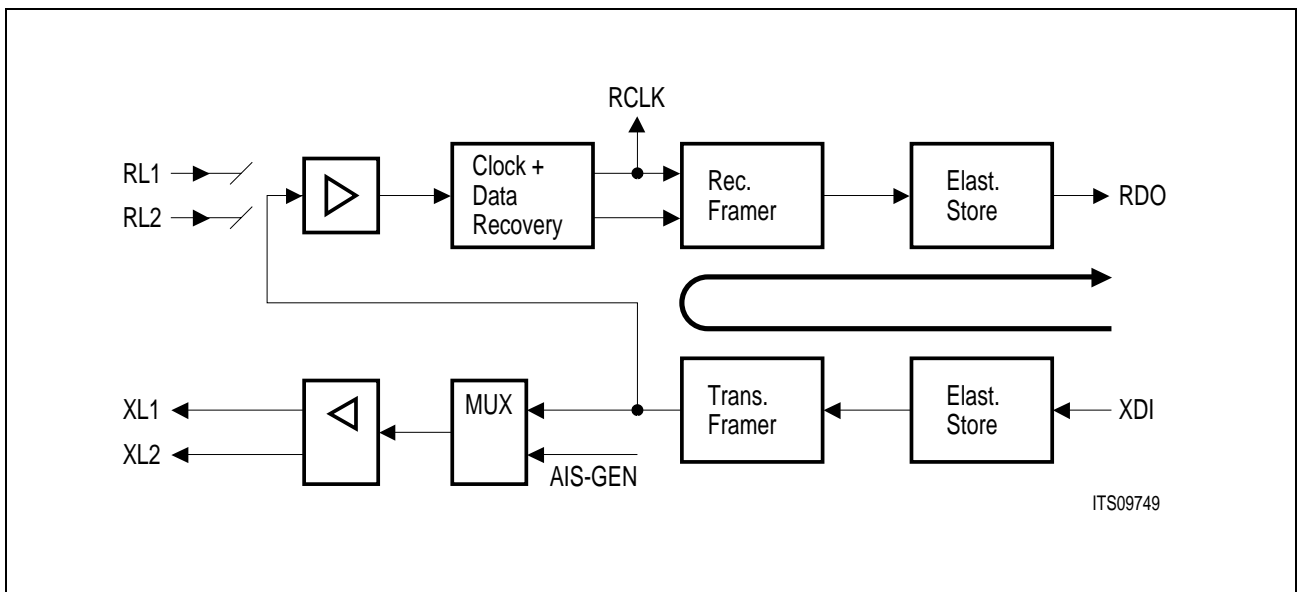 RCLK
RL1
RL2
Clock +
Data
Recovery
Rec.
Framer
Elast.
Store
RDO
XL1
XL2
MUX
AIS-GEN
Trans.
Framer
Elast.
Store
XDI
ITS09749